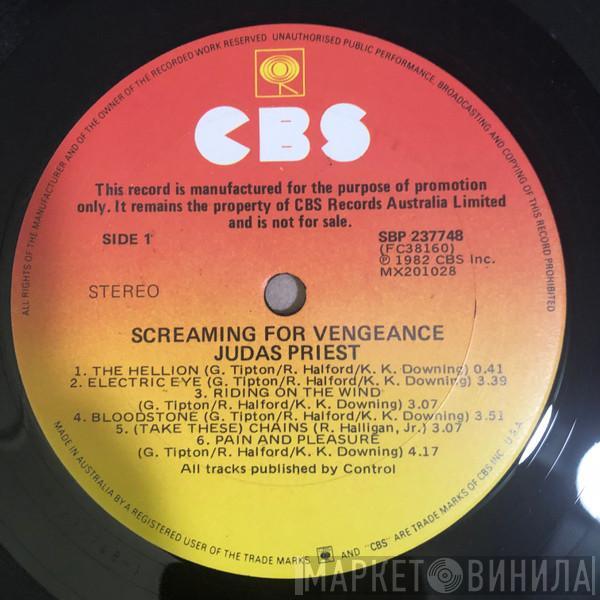 ALL RIGHTS OF THE MANUFACTURER AND OF THE OWNER OF THE RECORDED WORK RESERVED UNAUTHORISED PUBLIC PERFORMANCE, BROADCASTING AND COPYING OF THIS RECORD PROHIBITED
CBS
This record is manufactured for the purpose of promotion
only. It remains the property of CBS Records Australia Limited
and is not for sale.
SIDE 1
SBP 237748
(FC38160)
℗ 1982 CBS Inc.
MX201028
STEREO
SCREAMING FOR VENGEANCE
JUDAS PRIEST
1. THE HELLION (G. Tipton/R. Halford/K. K. Downing) 0.41
2. ELECTRIC EYE (G. Tipton/R. Halford/K. K. Downing) 3.39
3. RIDING ON THE WIND
(G. Tipton/R. Halford/K. K. Downing) 3.07
4. BLOODSTONE (G. Tipton/R. Halford/K. K. Downing) 3.51
5. (TAKE THESE) CHAINS (R. Halligan, Jr.) 3.07
6. PAIN AND PLEASURE
(G. Tipton/R. Halford/K. K. Downing) 4.17
All tracks published by Control
MADE IN AUSTRALIA BY A REGISTERED USER OF THE TRADE MARKS AND "CBS" ARE TRADE MARKS OF CBS INC. U.S.A.
МАРКЕТ ВИНИЛА